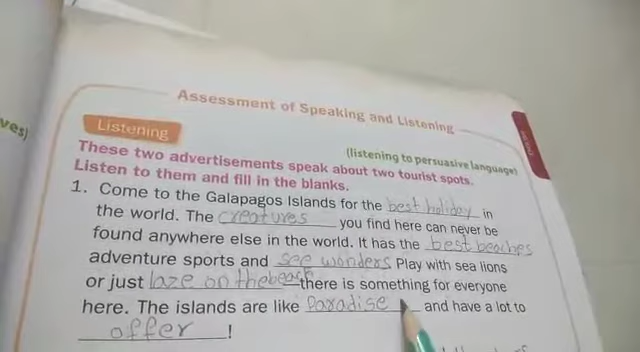 ves)
Assessment of Speaking and Listening
Listening
(listening to persuasive language)
These two advertisements speak about two tourist spots.
Listen to them and fill in the blanks.
1. Come to the Galapagos Islands for the best holiday in
the world. The creatures you find here can never be
found anywhere else in the world. It has the best beaches
adventure sports and see wonders Play with sea lions
or just laze on the beach there is something for everyone
here. The islands are like paradise and have a lot to
offer !